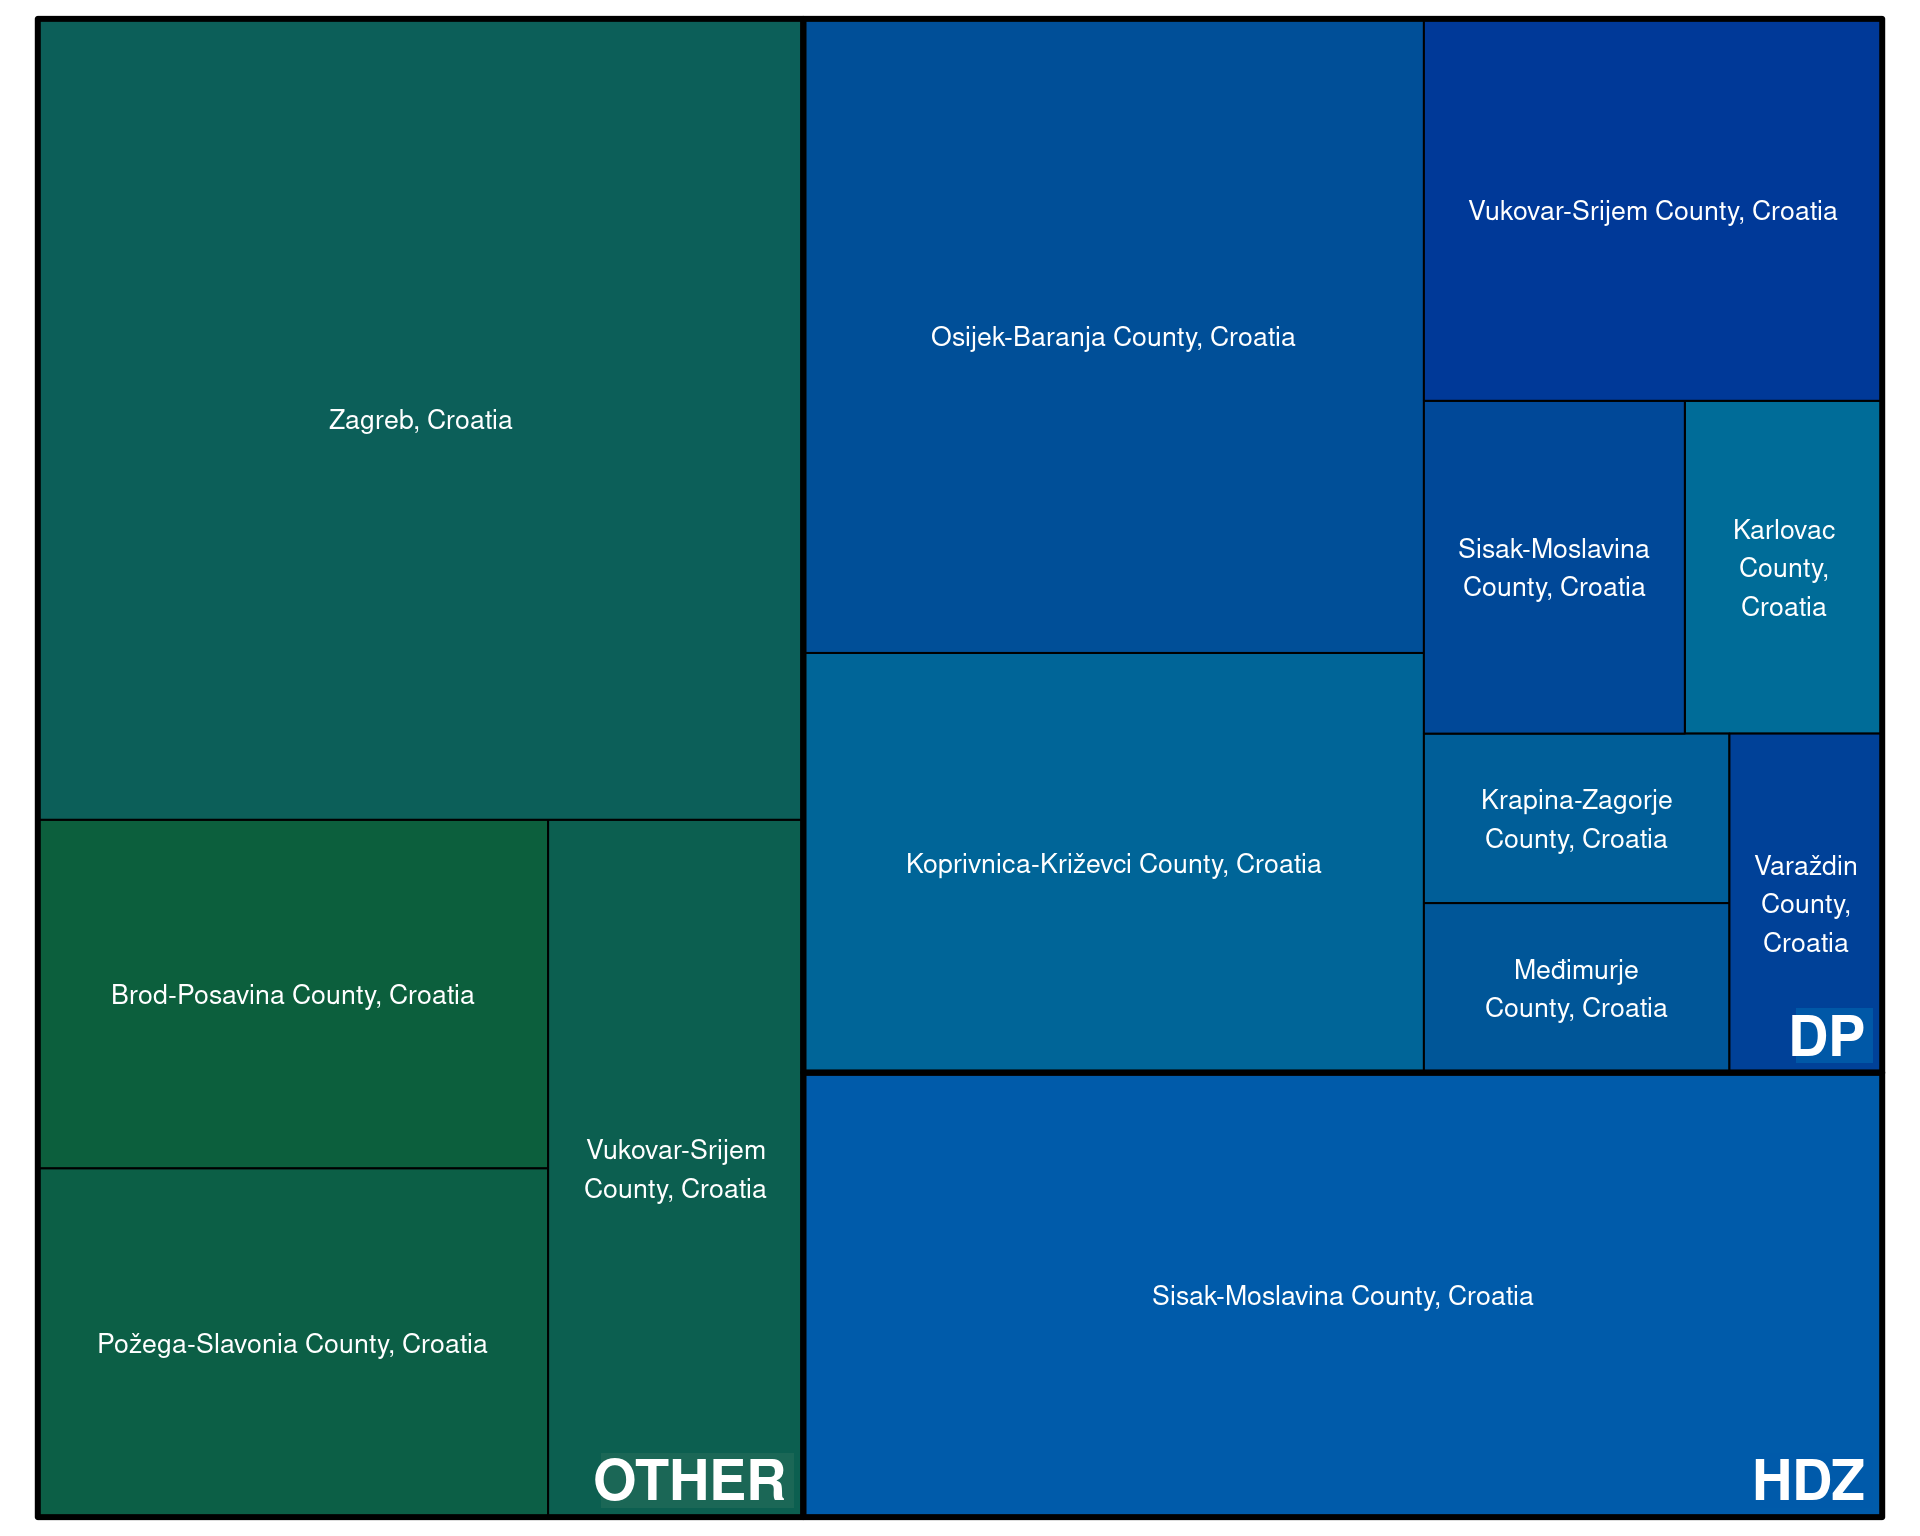 Zagreb, Croatia
Brod-Posavina County, Croatia
Požega-Slavonia County, Croatia
Vukovar-Srijem
County, Croatia
OTHER
Osijek-Baranja County, Croatia
Koprivnica-Križevci County, Croatia
Vukovar-Srijem County, Croatia
Sisak-Moslavina
County, Croatia
Karlovac
County,
Croatia
Krapina-Zagorje
County, Croatia
Međimurje
County, Croatia
Varaždin
County,
Croatia
DP
Sisak-Moslavina County, Croatia
HDZ